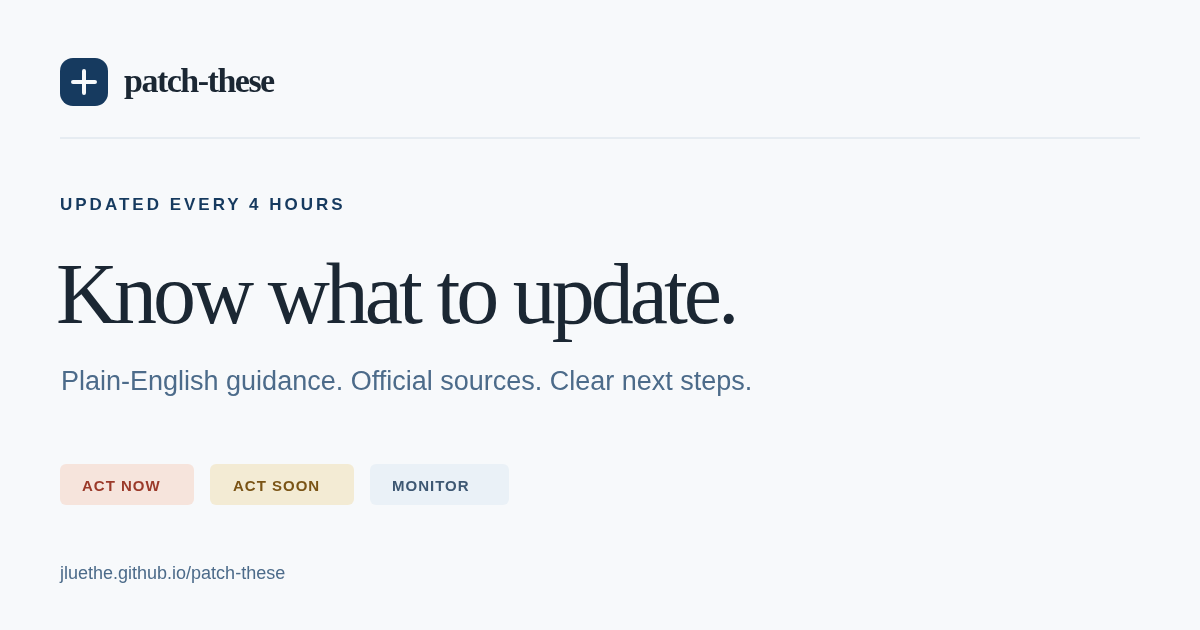 patch-these
UPDATED EVERY 4 HOURS
Know what to update.
Plain-English guidance. Official sources. Clear next steps.
ACT NOW ACT SOON MONITOR
jluethe.github.io/patch-these